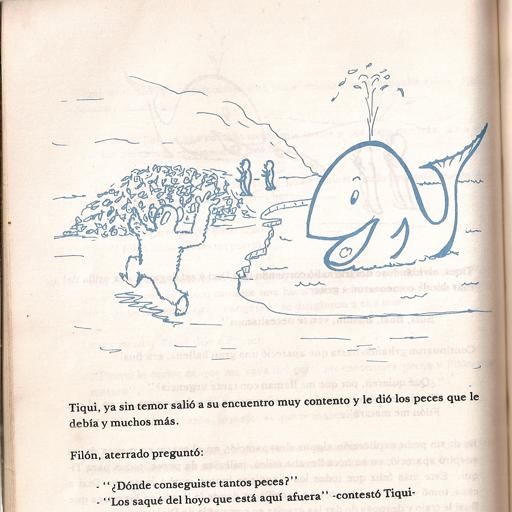 Tiqui, ya sin temor salió a su encuentro muy contento y le dió los peces que le
debía y muchos más.
Filón, aterrado preguntó:
- "¿Dónde conseguiste tantos peces?"
- "Los saqué del hoyo que está aquí afuera" -contestó Tiqui-